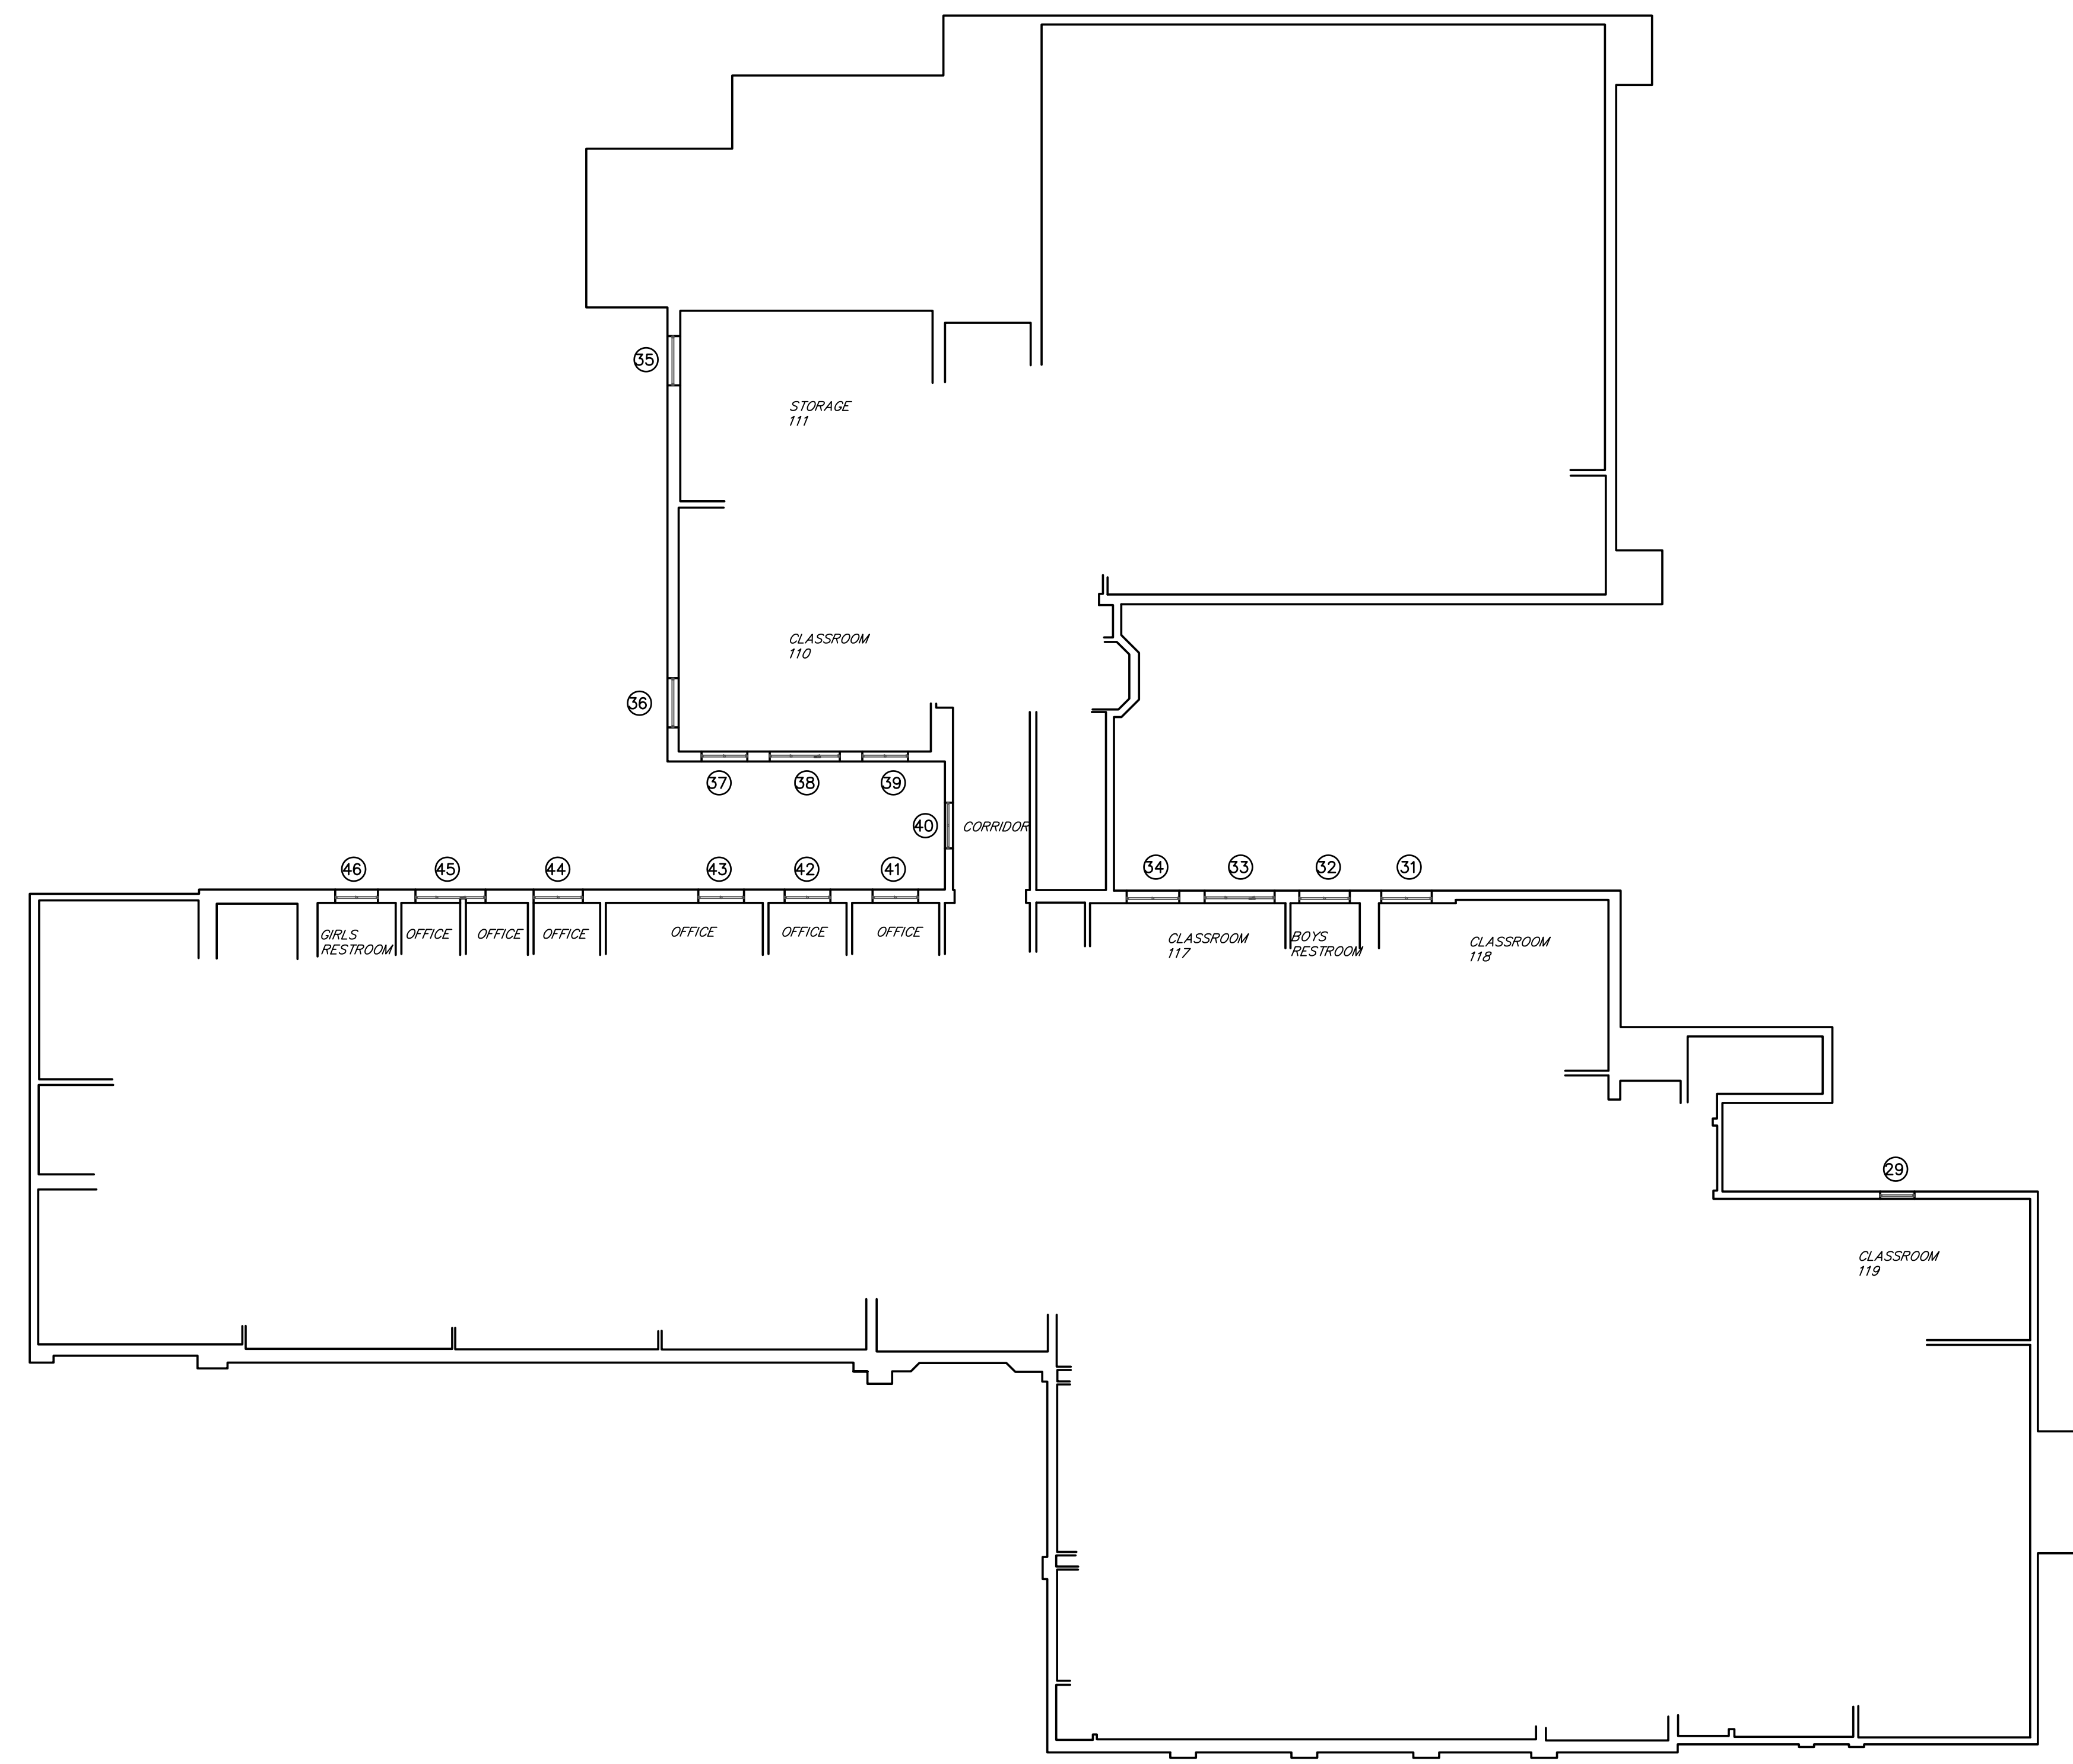 35
STORAGE
111
CLASSROOM
110
36
37 38 39
40 CORRIDOR
46 45 44 43 42 41 34 33 32 31
GIRLS
RESTROOM
OFFICE OFFICE OFFICE OFFICE OFFICE OFFICE
CLASSROOM
117
BOYS
RESTROOM
CLASSROOM
118
29
CLASSROOM
119